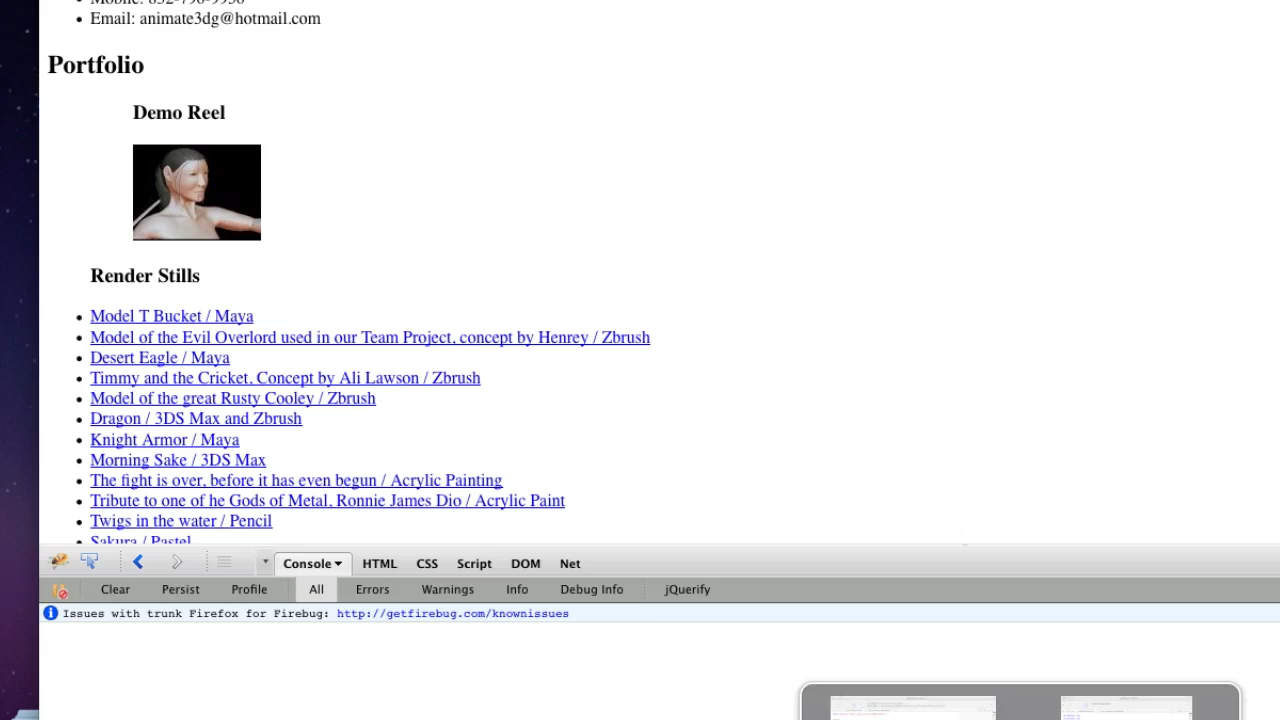 Email: animate3dg@hotmail.com
Portfolio
Demo Reel
Render Stills
Model T Bucket / Maya
Model of the Evil Overlord used in our Team Project, concept by Henrey / Zbrush
Desert Eagle / Maya
Timmy and the Cricket, Concept by Ali Lawson / Zbrush
Model of the great Rusty Cooley / Zbrush
Dragon / 3DS Max and Zbrush
Knight Armor / Maya
Morning Sake / 3DS Max
The fight is over, before it has even begun / Acrylic Painting
Tribute to one of he Gods of Metal, Ronnie James Dio / Acrylic Paint
Twigs in the water / Pencil
Sakura / Pastel
Console HTML CSS Script DOM Net
Clear Persist Profile All Errors Warnings Info Debug Info jQuerify
Issues with trunk Firefox for Firebug: http://getfirebug.com/knownissues